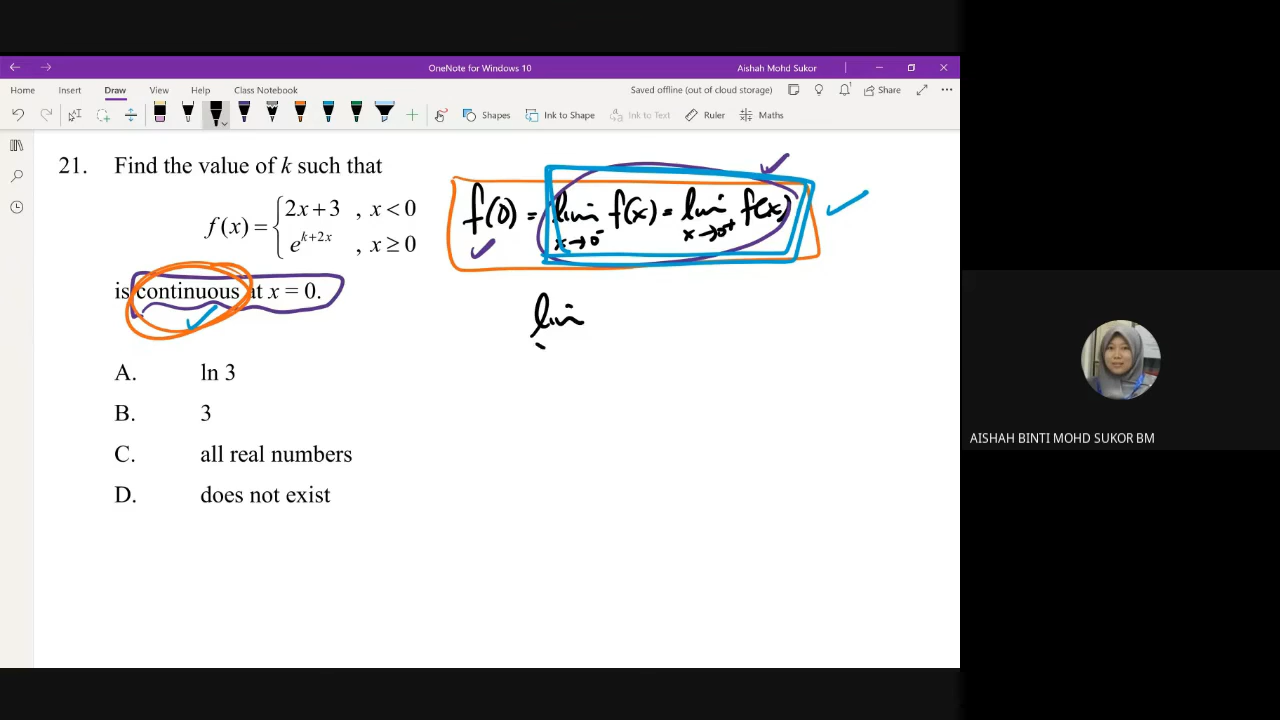 OneNote for Windows 10
Aishah Mohd Sukor
Home Insert Draw View Help Class Notebook
Saved offline (out of cloud storage)
Share
Shapes Ink to Shape Ink to Text Ruler Maths
21. Find the value of k such that
f(x) = { 2x+3 , x < 0
e^{k+2x} , x ≥ 0
f(0) = lim x→0⁻ f(x) = lim x→0⁺ f(x)
is continuous at x = 0.
lim
A. ln 3
B. 3
C. all real numbers
D. does not exist
AISHAH BINTI MOHD SUKOR BM